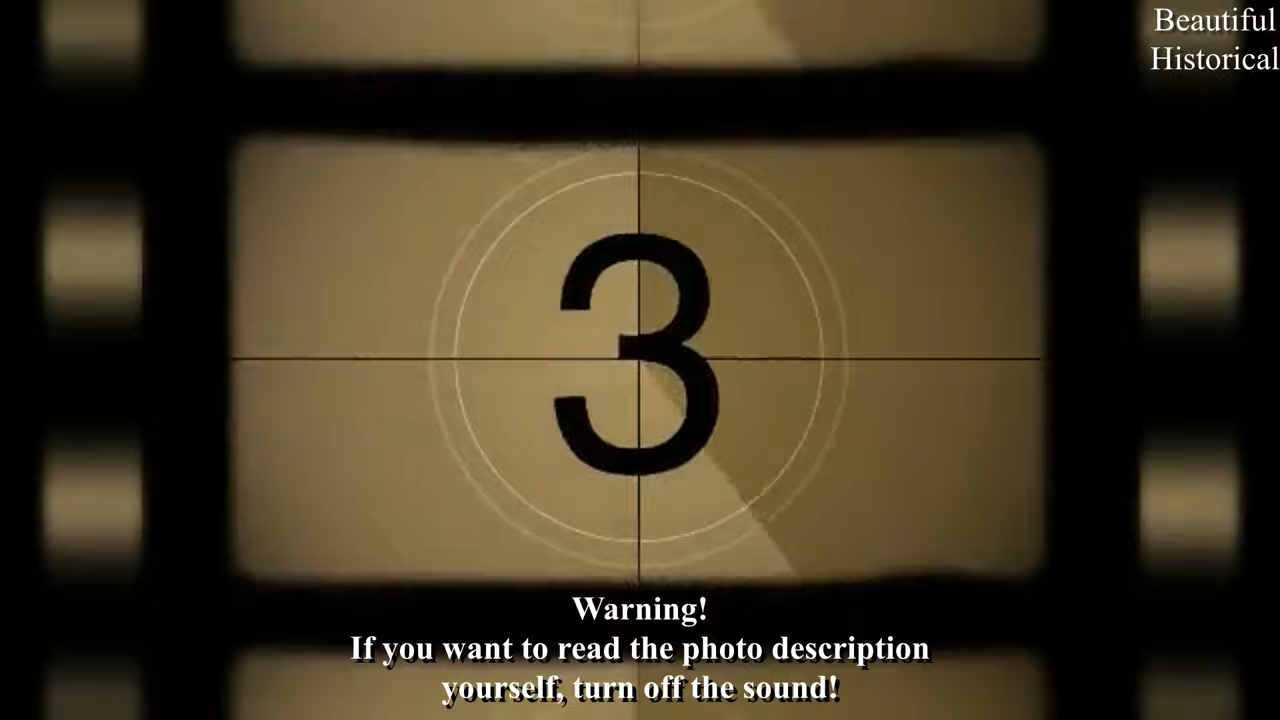 Beautiful
Historical
3
Warning!
If you want to read the photo description
yourself, turn off the sound!